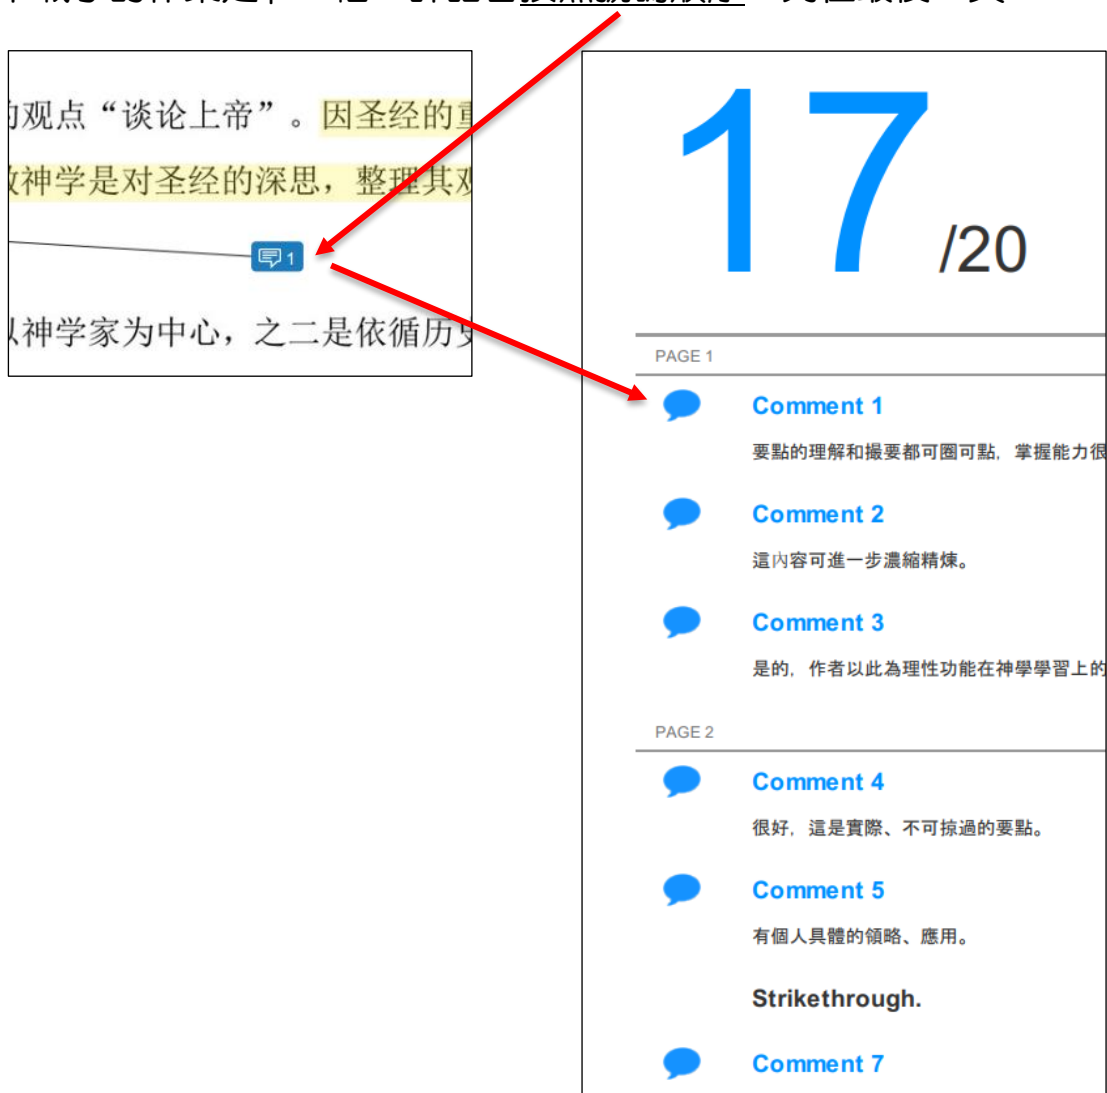 观点“谈论上帝”。因圣经的
神学是对圣经的深思，整理其
1
神学家为中心，之二是依循历
17
/20
PAGE 1
Comment 1
要點的理解和撮要都可圈可點，掌握能力很
Comment 2
這內容可進一步濃縮精煉。
Comment 3
是的，作者以此為理性功能在神學學習上的
PAGE 2
Comment 4
很好，這是實際、不可掠過的要點。
Comment 5
有個人具體的領略、應用。
Strikethrough.
Comment 7